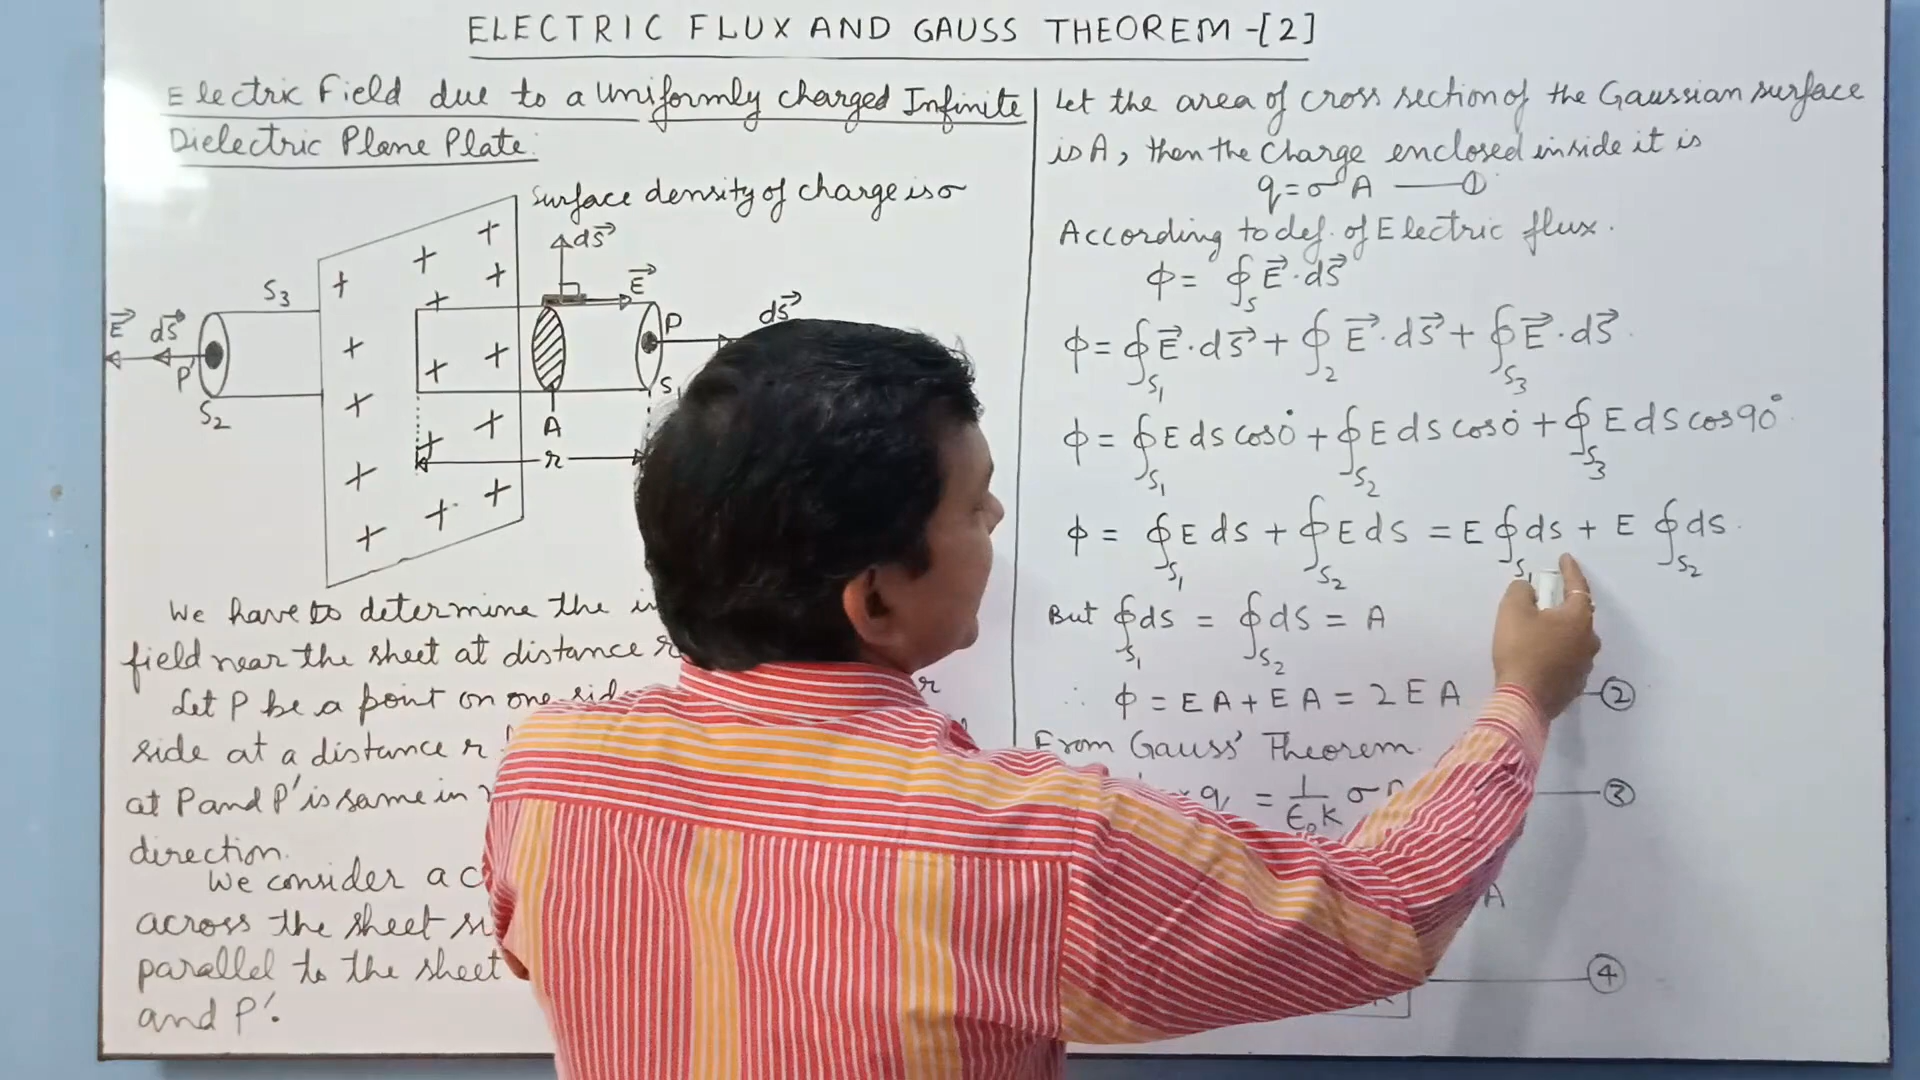 ELECTRIC FLUX AND GAUSS THEOREM-[2]
Electric Field due to a Uniformly charged Infinite
Dielectric Plane Plate:
Surface density of charge is σ
dS⃗
E⃗
S3
P
dS⃗
E⃗
dS⃗
P'
S2
S1
A
r
We have to determine the
field near the sheet at distance r
Let P be a point on one side
side at a distance r
at P and P' is same in
direction.
We consider a
across the sheet
parallel to the sheet
and P'.
Let the area of cross section of the Gaussian surface
is A, then the charge enclosed inside it is
q = σ A —— ①
According to def. of Electric flux.
ϕ = ∮S E⃗·dS⃗
ϕ = ∮S1 E⃗·dS⃗ + ∮2 E⃗·dS⃗ + ∮S3 E⃗·dS⃗
ϕ = ∮S1 E ds cos0° + ∮S2 E ds cos0° + ∮S3 E ds cos90°
ϕ = ∮S1 E ds + ∮S2 E ds = E ∮S1 ds + E ∮S2 ds
But ∮S1 ds = ∮S2 ds = A
∴ ϕ = EA + EA = 2EA —— ②
From Gauss' Theorem.
q = 1/ϵ0K σ —— ③
A
—— ④